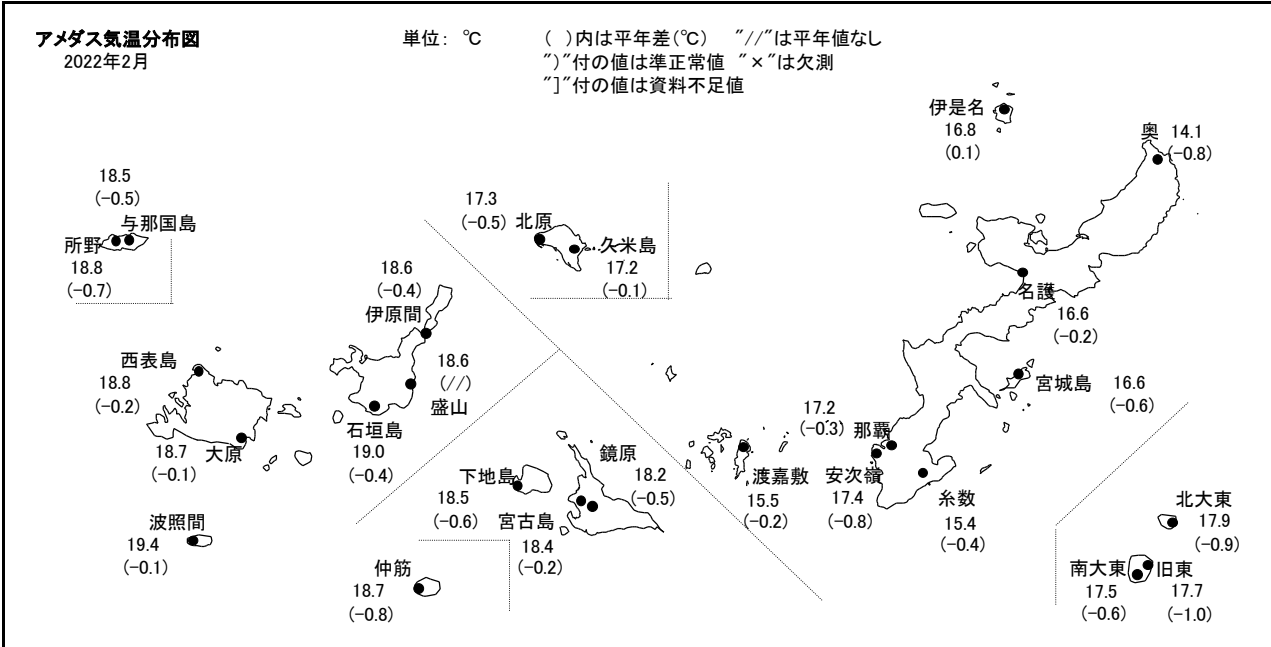 アメダス気温分布図
2022年2月
単位: ℃
( )内は平年差(℃) "//"は平年値なし
")"付の値は準正常値 "×"は欠測
"]"付の値は資料不足値
伊是名
16.8
(0.1)
奥 14.1
(-0.8)
18.5
(-0.5)
与那国島
所野
18.8
(-0.7)
17.3
(-0.5)
北原
久米島
17.2
(-0.1)
18.6
(-0.4)
伊原間
名護
16.6
(-0.2)
西表島
18.8
(-0.2)
18.6
(//)
盛山
宮城島
16.6
(-0.6)
石垣島
19.0
(-0.4)
大原
18.7
(-0.1)
17.2
(-0.3)
那覇
鏡原
18.2
(-0.5)
下地島
18.5
(-0.6)
宮古島
18.4
(-0.2)
渡嘉敷
15.5
(-0.2)
安次嶺
17.4
(-0.8)
糸数
15.4
(-0.4)
北大東
17.9
(-0.9)
波照間
19.4
(-0.1)
仲筋
18.7
(-0.8)
南大東
17.5
(-0.6)
旧東
17.7
(-1.0)